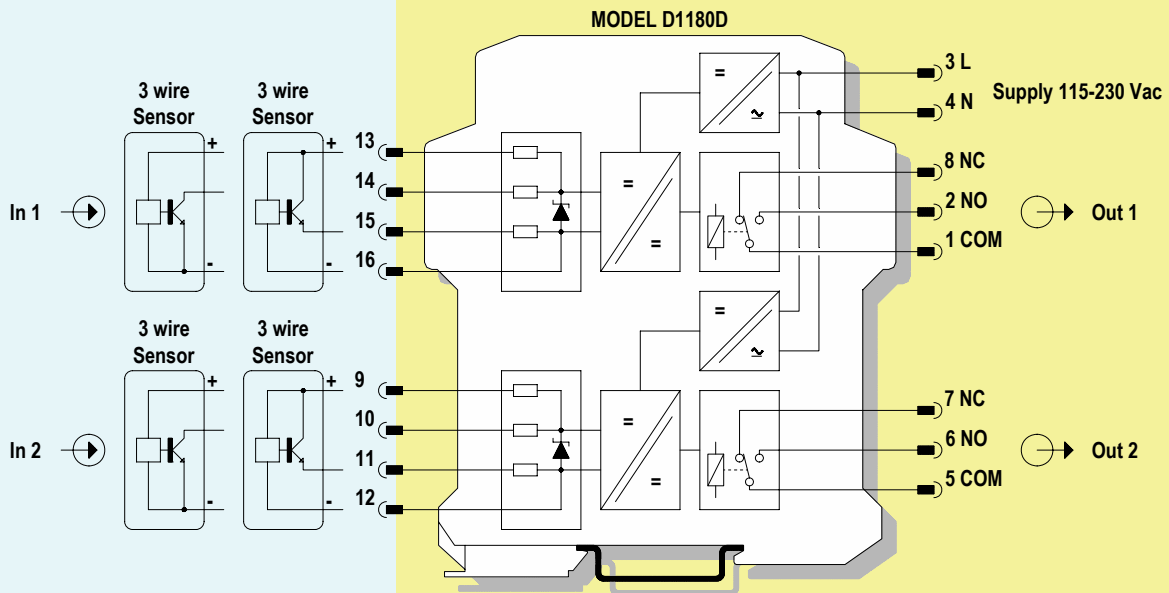 MODEL D1180D
3 L
Supply 115-230 Vac
4 N
3 wire
Sensor
3 wire
Sensor
+
+
-
-
13
14
15
16
In 1
=
~
=
=
8 NC
2 NO
1 COM
Out 1
3 wire
Sensor
3 wire
Sensor
+
+
-
-
9
10
11
12
In 2
=
~
=
=
7 NC
6 NO
5 COM
Out 2